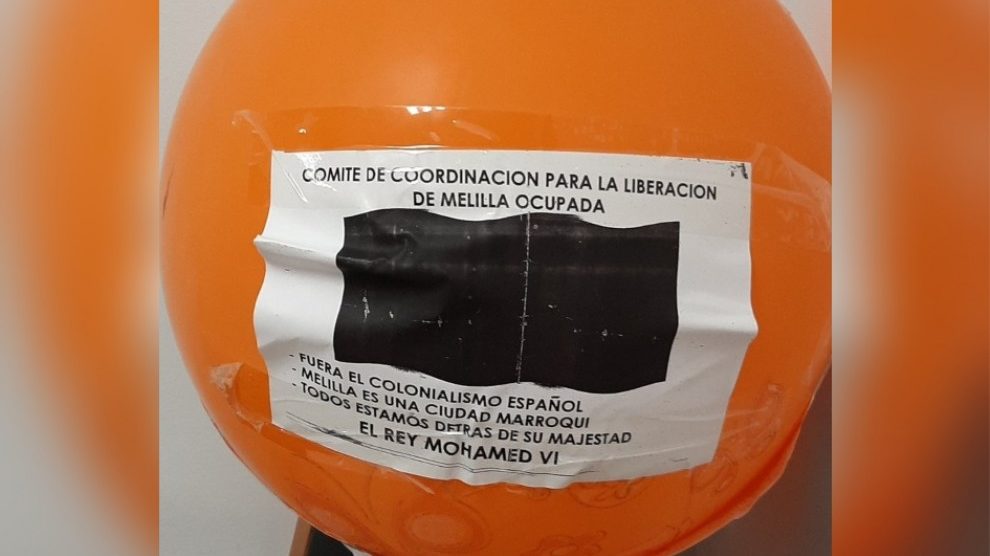 COMITE DE COORDINACION PARA LA LIBERACION
DE MELILLA OCUPADA
- FUERA EL COLONIALISMO ESPAÑOL
- MELILLA ES UNA CIUDAD MARROQUI
- TODOS ESTAMOS DETRAS DE SU MAJESTAD
EL REY MOHAMED VI